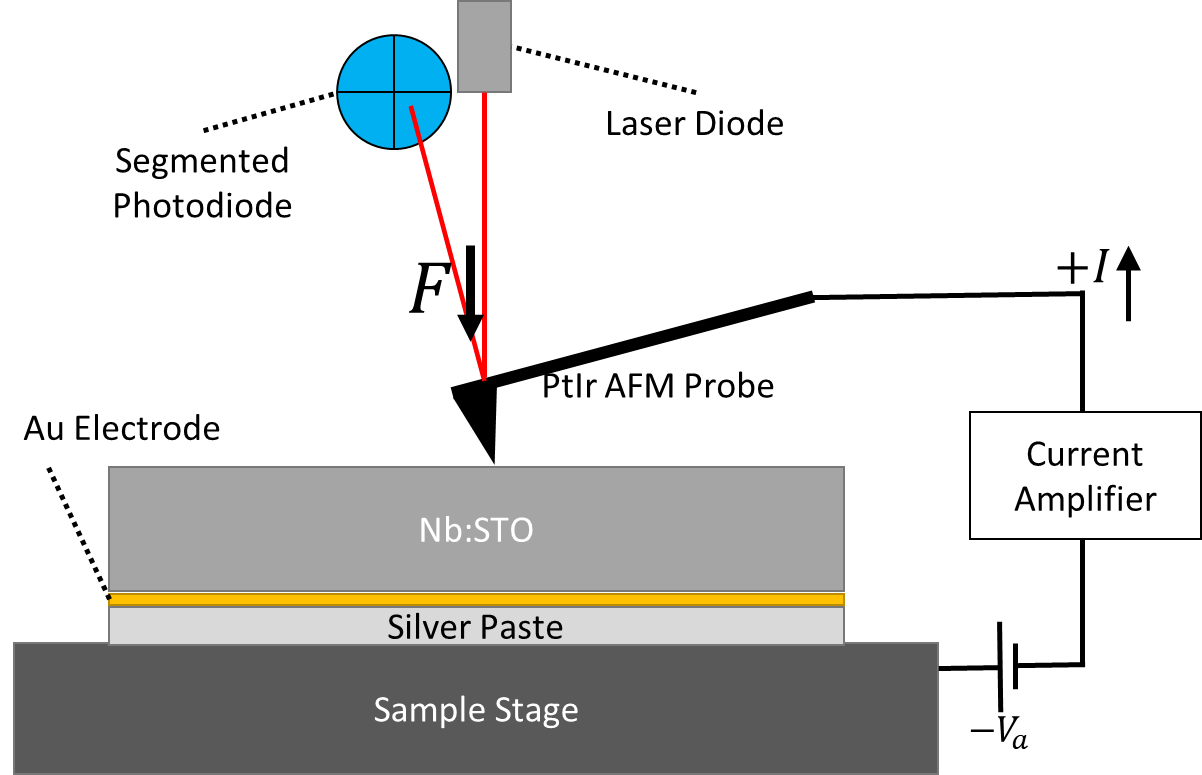 Laser Diode
Segmented
Photodiode
F
+I
PtIr AFM Probe
Au Electrode
Current
Amplifier
Nb:STO
Silver Paste
Sample Stage
−Vₐ